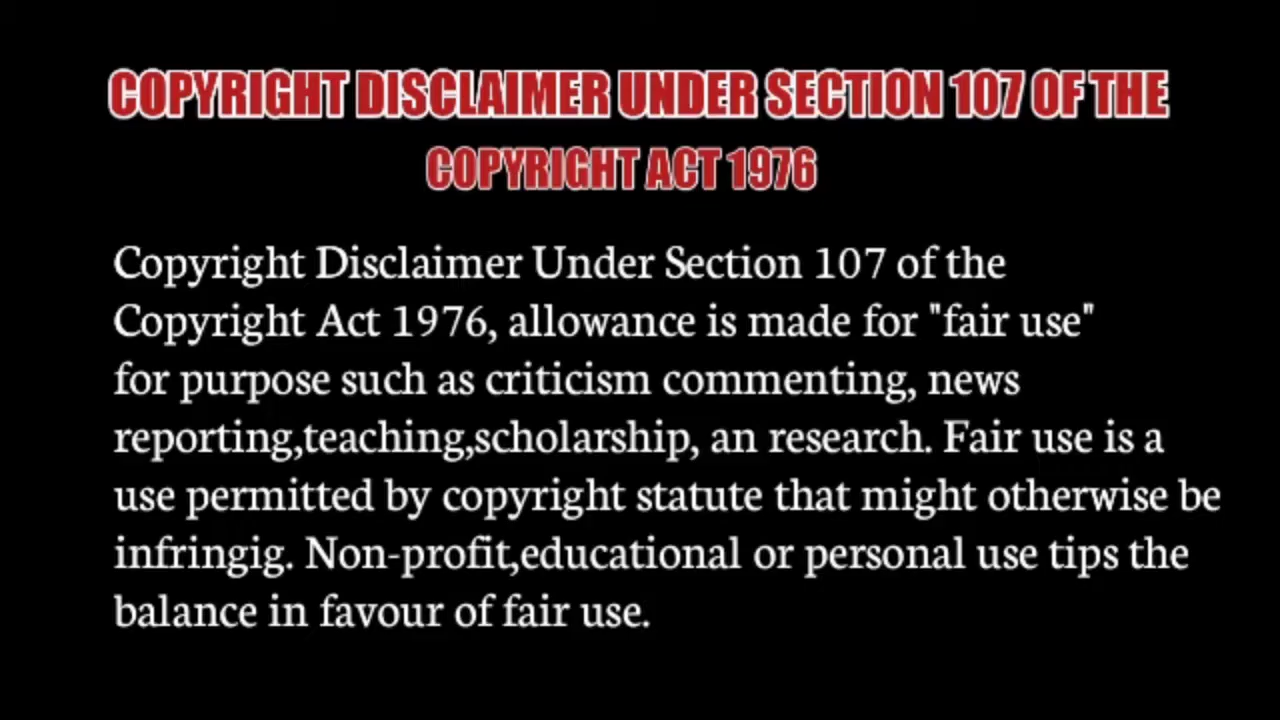 COPYRIGHT DISCLAIMER UNDER SECTION 107 OF THE
COPYRIGHT ACT 1976
Copyright Disclaimer Under Section 107 of the
Copyright Act 1976, allowance is made for "fair use"
for purpose such as criticism commenting, news
reporting,teaching,scholarship, an research. Fair use is a
use permitted by copyright statute that might otherwise be
infringig. Non-profit,educational or personal use tips the
balance in favour of fair use.